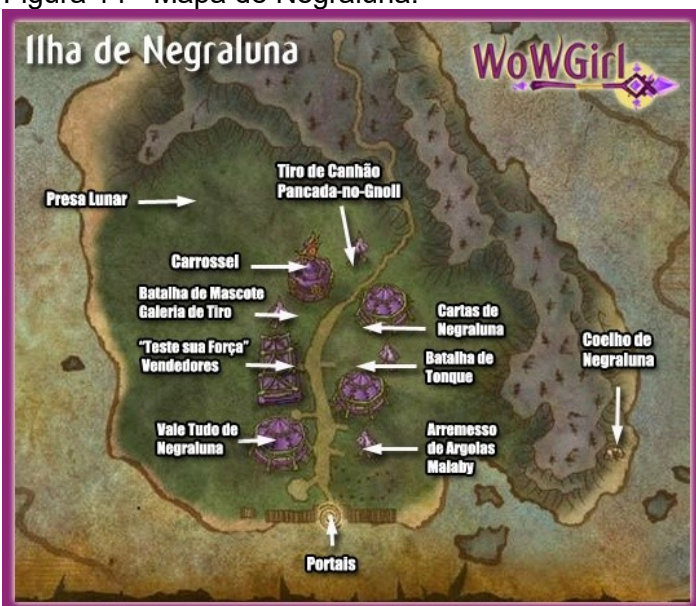 Figura 14 - Mapa de Negraluna.
Ilha de Negraluna
WoWGirl
Tiro de Canhão
Pancada-no-Gnoll
Presa Lunar
Carrossel
Batalha de Mascote
Galeria de Tiro
Cartas de
Negraluna
Coelho de
Negraluna
"Teste sua Força"
Vendedores
Batalha de
Tonque
Vale Tudo de
Negraluna
Arremesso
de Argolas
Malaby
Portais